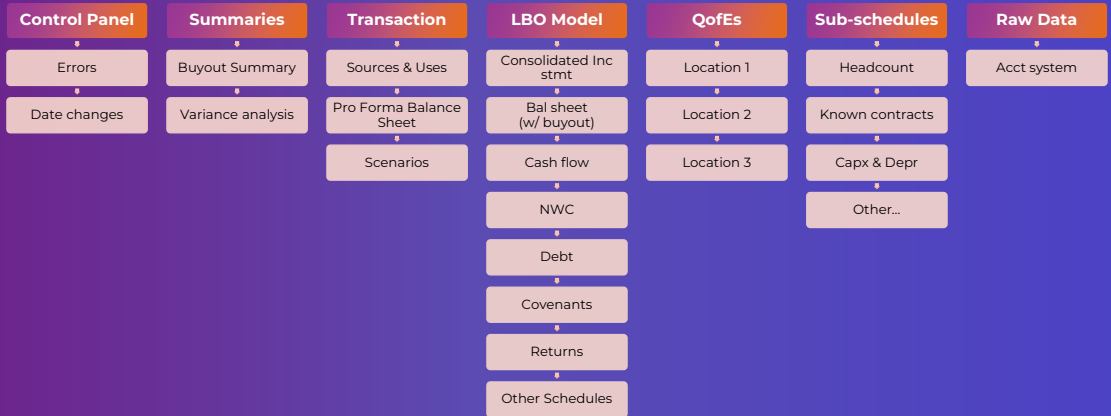 Control Panel
Errors
Date changes
Summaries
Buyout Summary
Variance analysis
Transaction
Sources & Uses
Pro Forma Balance
Sheet
Scenarios
LBO Model
Consolidated Inc
stmt
Bal sheet
(w/ buyout)
Cash flow
NWC
Debt
Covenants
Returns
Other Schedules
QofEs
Location 1
Location 2
Location 3
Sub-schedules
Headcount
Known contracts
Capx & Depr
Other...
Raw Data
Acct system